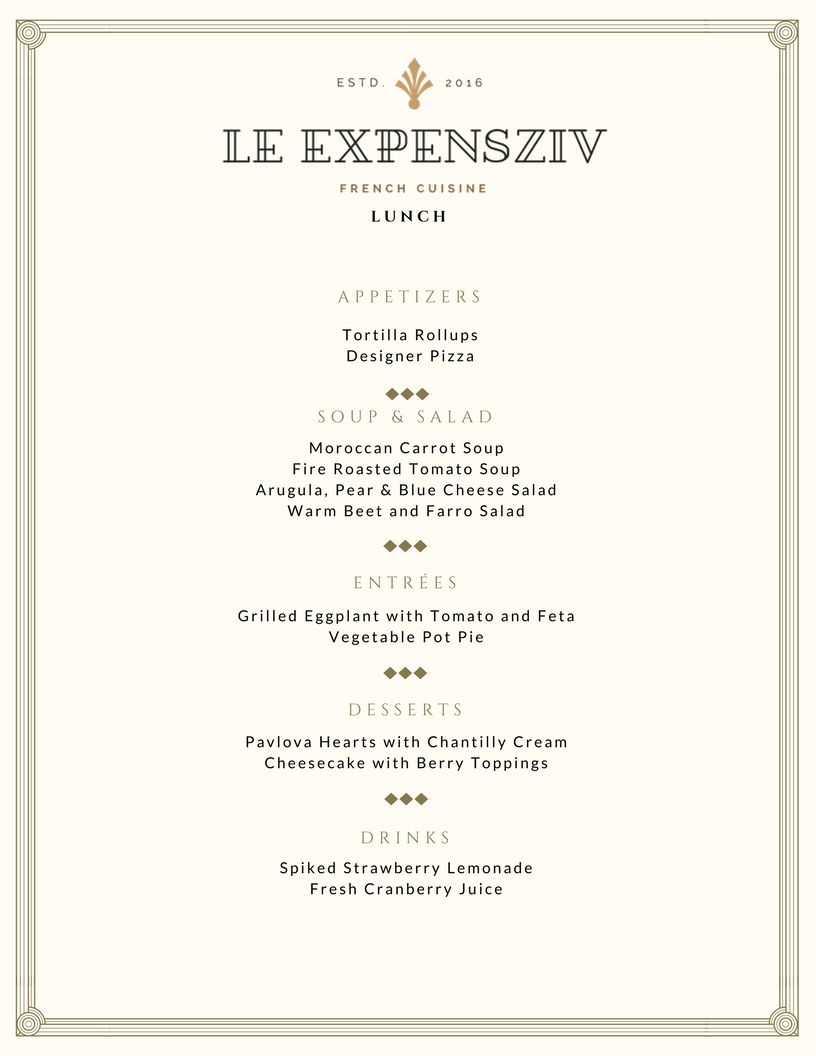 ESTD. 2016
LE EXPENSZIV
FRENCH CUISINE
LUNCH
APPETIZERS
Tortilla Rollups
Designer Pizza
SOUP & SALAD
Moroccan Carrot Soup
Fire Roasted Tomato Soup
Arugula, Pear & Blue Cheese Salad
Warm Beet and Farro Salad
ENTRÉES
Grilled Eggplant with Tomato and Feta
Vegetable Pot Pie
DESSERTS
Pavlova Hearts with Chantilly Cream
Cheesecake with Berry Toppings
DRINKS
Spiked Strawberry Lemonade
Fresh Cranberry Juice